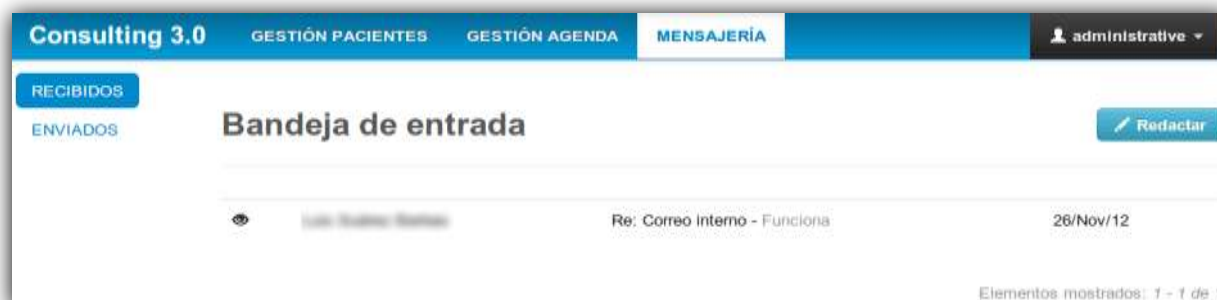 Consulting 3.0 GESTIÓN PACIENTES GESTIÓN AGENDA MENSAJERÍA administrative
RECIBIDOS
ENVIADOS
Bandeja de entrada
Redactar
Re: Correo interno - Funciona 26/Nov/12
Elementos mostrados: 1 - 1 de